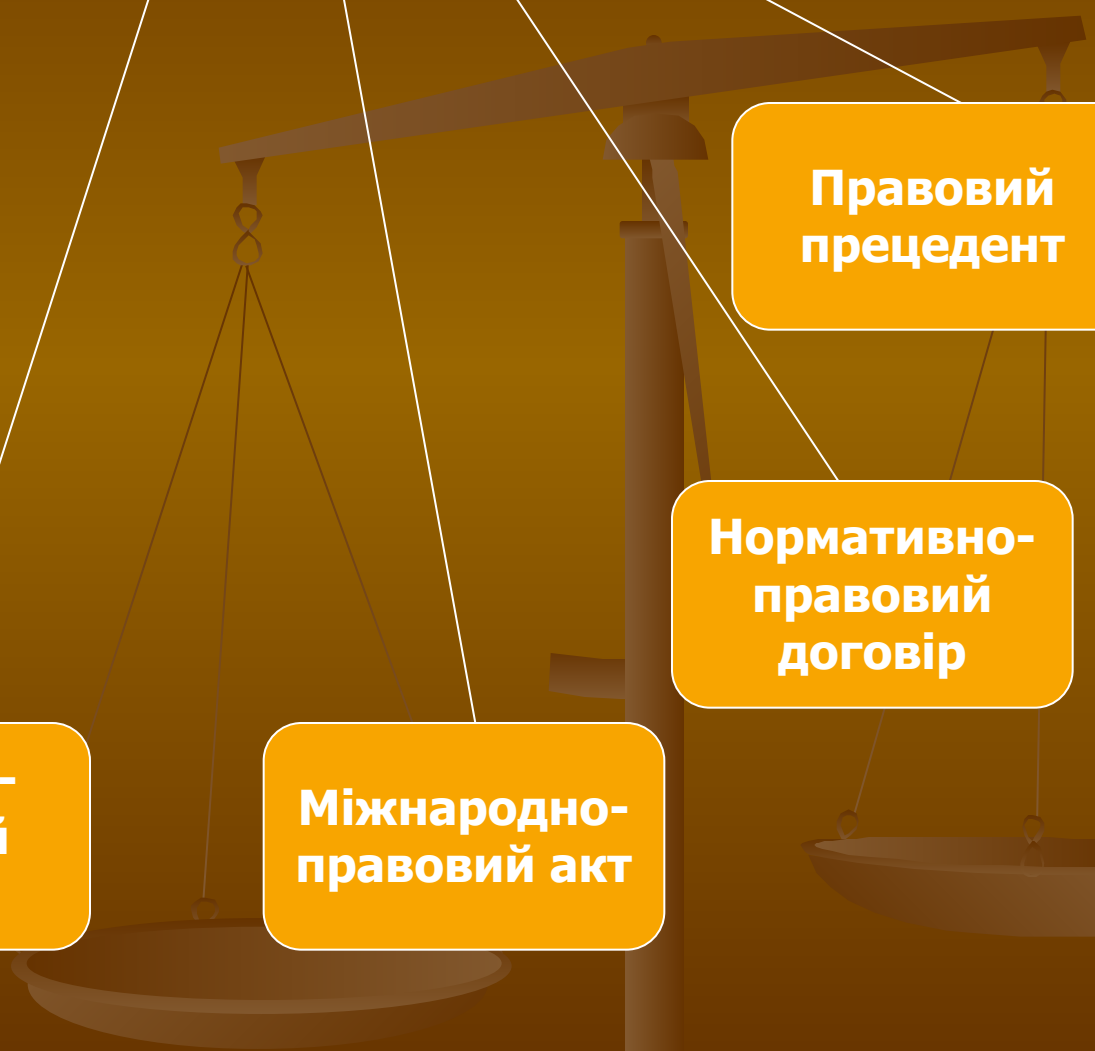 Правовий
прецедент
Нормативно-
правовий
договір
Міжнародно-
правовий акт